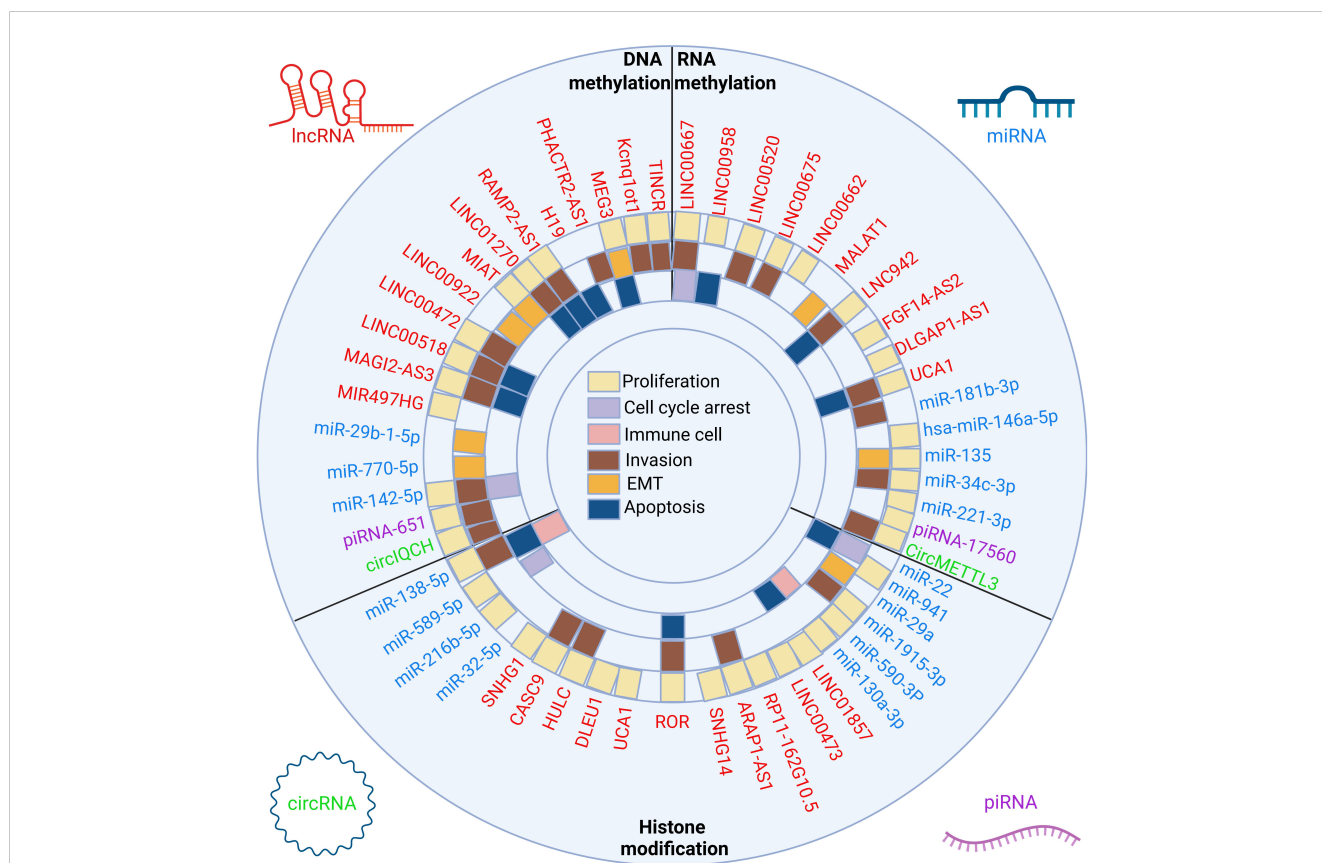 DNA
methylation
RNA
methylation
lncRNA
miRNA
LINC00667
LINC00958
LINC00520
LINC00675
LINC00662
MALAT1
LNC942
FGF14-AS2
DLGAP1-AS1
UCA1
miR-181b-3p
hsa-miR-146a-5p
miR-135
miR-34c-3p
miR-221-3p
piRNA-17560
CircMETTL3
miR-22
miR-941
miR-29a
miR-1915-3p
miR-590-3P
miR-130a-3p
LINC01857
LINC00473
RP11-162G10.5
ARAP1-AS1
SNHG14
ROR
UCA1
DLEU1
HULC
CASC9
SNHG1
miR-32-5p
miR-216b-5p
miR-589-5p
miR-138-5p
circIQCH
piRNA-651
miR-142-5p
miR-770-5p
miR-29b-1-5p
MIR497HG
MAGI2-AS3
LINC00518
LINC00472
LINC00922
MIAT
LINC01270
RAMP2-AS1
H19
PHACTR2-AS1
MEG3
Kcnq1ot1
TINCR
Proliferation
Cell cycle arrest
Immune cell
Invasion
EMT
Apoptosis
circRNA
piRNA
Histone
modification